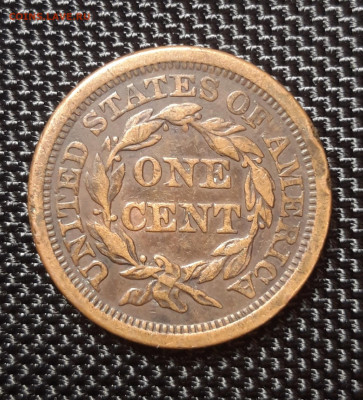 UNITED STATES OF AMERICA
ONE
CENT